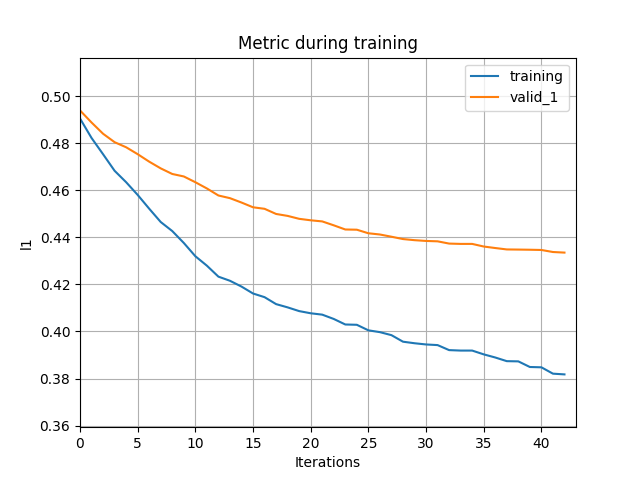 Metric during training
training
valid_1
0.50
0.48
0.46
0.44
0.42
0.40
0.38
0.36
l1
0 5 10 15 20 25 30 35 40
Iterations